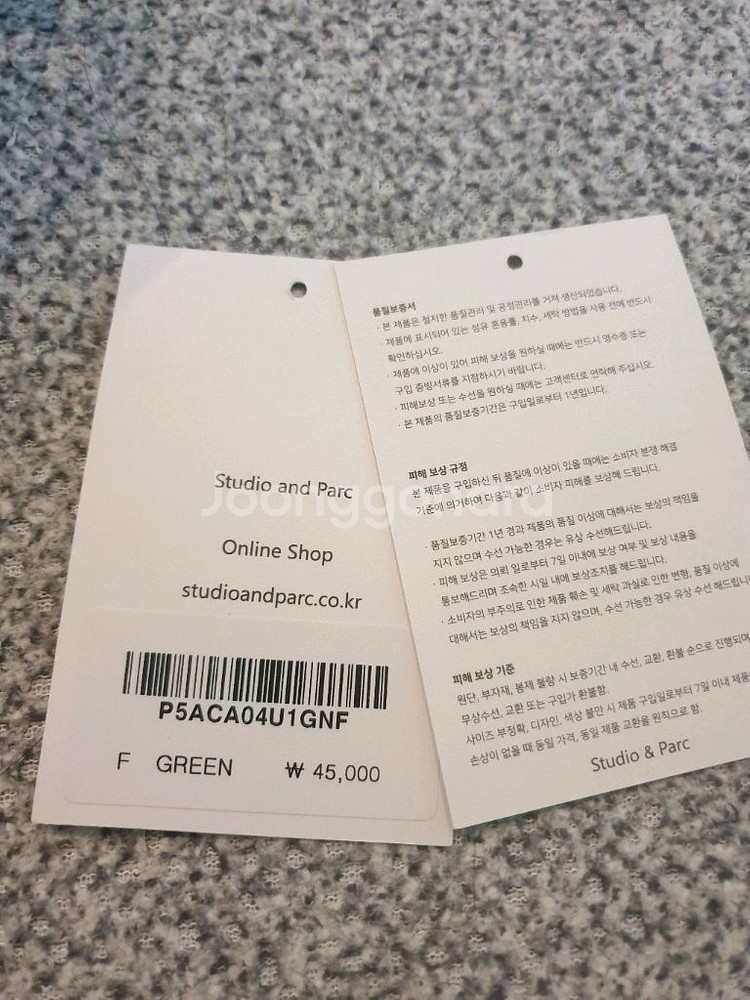 Studio and Parc
Online Shop
studioandparc.co.kr
P5ACA04U1GNF
F GREEN ₩ 45,000
품질보증서
· 본 제품은 철저한 품질관리 및 공정관리를 거쳐 생산되었습니다.
· 제품에 표시되어 있는 섬유 혼용률, 치수, 세탁 방법을 사용 전에 반드시
확인하십시오.
· 제품에 이상이 있어 피해 보상을 원하실 때에는 반드시 영수증 또는
구입 증빙서류를 지참하시기 바랍니다.
· 피해보상 또는 수선을 원하실 때에는 고객센터로 연락해 주십시오.
· 본 제품의 품질보증기간은 구입일로부터 1년입니다.
피해 보상 규정
본 제품을 구입하신 뒤 품질에 이상이 있을 때에는 소비자 분쟁 해결
기준에 의거하여 다음과 같이 소비자 피해를 보상해 드립니다.
· 품질보증기간 1년 경과 제품의 품질 이상에 대해서는 보상의 책임을
지지 않으며 수선 가능한 경우는 유상 수선해드립니다.
· 피해 보상은 의뢰 일로부터 7일 이내에 보상 여부 및 보상 내용을
통보해드리며 조속한 시일 내에 보상조치를 해드립니다.
· 소비자의 부주의로 인한 제품 훼손 및 세탁 과실로 인한 변형, 품질 이상에
대해서는 보상의 책임을 지지 않으며, 수선 가능한 경우 유상 수선 해드립니
피해 보상 기준
원단, 부자재, 봉제 불량 시 보증기간 내 수선, 교환, 환불 순으로 진행되며
무상수선, 교환 또는 구입가 환불함.
사이즈 부정확, 디자인, 색상 불만 시 제품 구입일로부터 7일 이내 제품
손상이 없을 때 동일 가격, 동일 제품 교환을 원칙으로 함.
Studio & Parc
Joonggonara